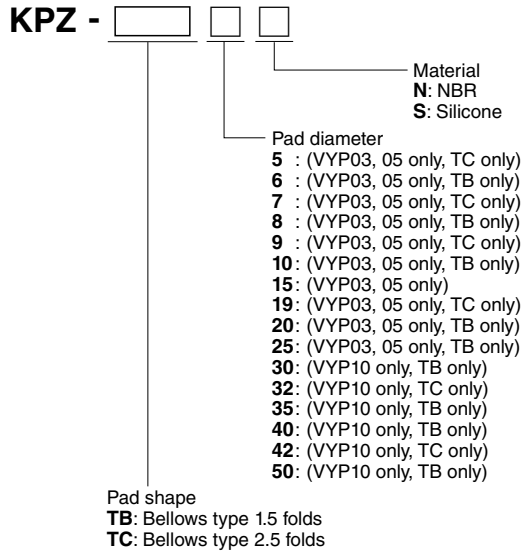 KPZ -
Material
N: NBR
S: Silicone
Pad diameter
5 : (VYP03, 05 only, TC only)
6 : (VYP03, 05 only, TB only)
7 : (VYP03, 05 only, TC only)
8 : (VYP03, 05 only, TB only)
9 : (VYP03, 05 only, TC only)
10: (VYP03, 05 only, TB only)
15: (VYP03, 05 only)
19: (VYP03, 05 only, TC only)
20: (VYP03, 05 only, TB only)
25: (VYP03, 05 only, TB only)
30: (VYP10 only, TB only)
32: (VYP10 only, TC only)
35: (VYP10 only, TB only)
40: (VYP10 only, TB only)
42: (VYP10 only, TC only)
50: (VYP10 only, TB only)
Pad shape
TB: Bellows type 1.5 folds
TC: Bellows type 2.5 folds